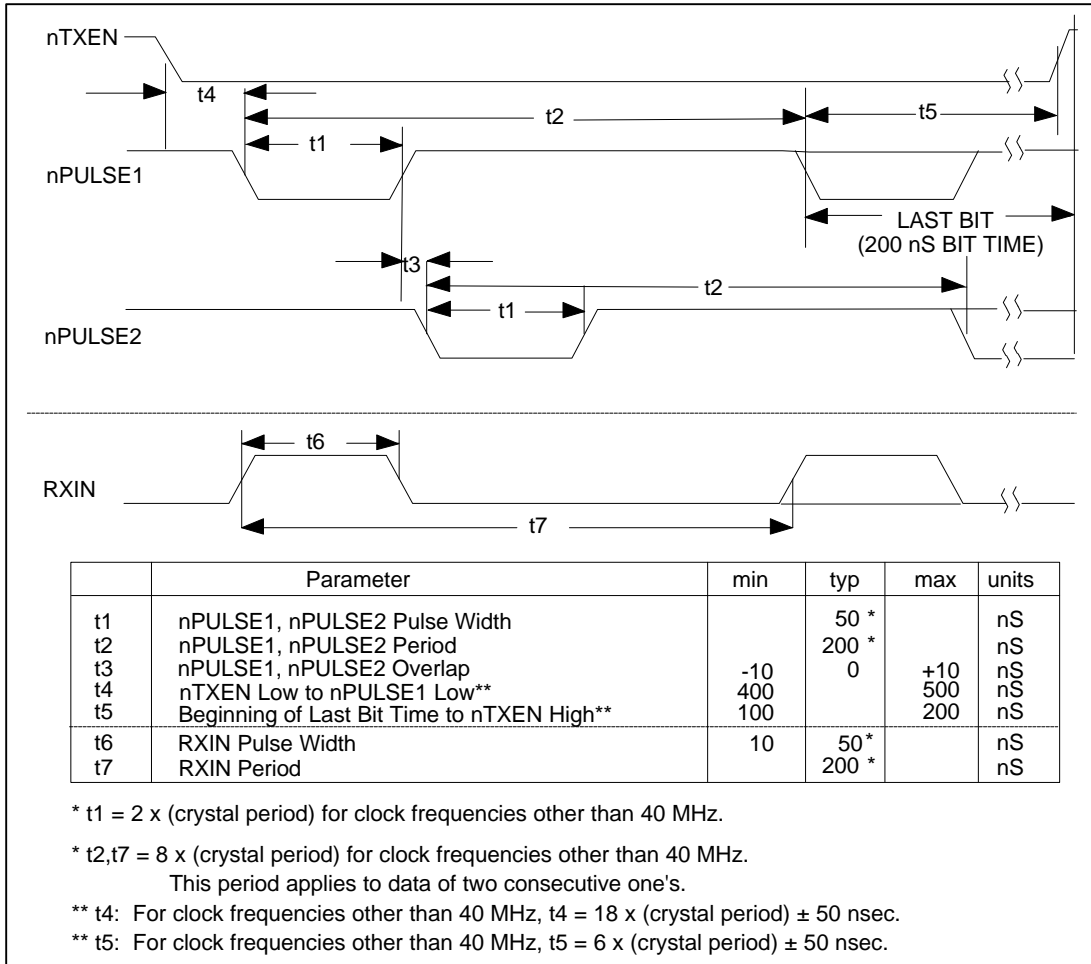 nTXEN
t4
t2
t5
t1
nPULSE1
LAST BIT
(200 nS BIT TIME)
t3
t2
t1
nPULSE2
t6
RXIN
t7
Parameter min typ max units
t1 nPULSE1, nPULSE2 Pulse Width 50 * nS
t2 nPULSE1, nPULSE2 Period 200 * nS
t3 nPULSE1, nPULSE2 Overlap -10 0 +10 nS
t4 nTXEN Low to nPULSE1 Low** 400 500 nS
t5 Beginning of Last Bit Time to nTXEN High** 100 200 nS
t6 RXIN Pulse Width 10 50* nS
t7 RXIN Period 200 * nS
* t1 = 2 x (crystal period) for clock frequencies other than 40 MHz.
* t2,t7 = 8 x (crystal period) for clock frequencies other than 40 MHz.
This period applies to data of two consecutive one's.
** t4: For clock frequencies other than 40 MHz, t4 = 18 x (crystal period) ± 50 nsec.
** t5: For clock frequencies other than 40 MHz, t5 = 6 x (crystal period) ± 50 nsec.